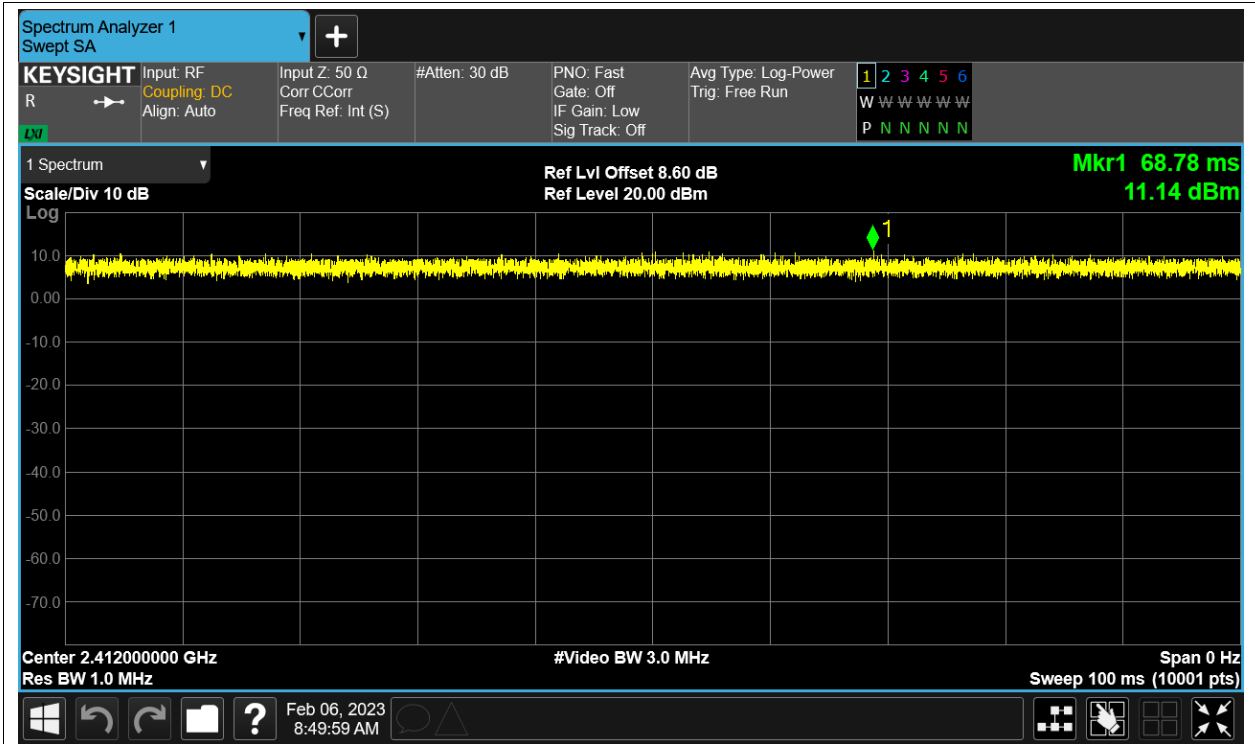 Spectrum Analyzer 1
Swept SA
KEYSIGHT
R
LXI
Input: RF
Coupling: DC
Align: Auto
Input Z: 50 Ω
Corr CCorr
Freq Ref: Int (S)
#Atten: 30 dB
PNO: Fast
Gate: Off
IF Gain: Low
Sig Track: Off
Avg Type: Log-Power
Trig: Free Run
1 2 3 4 5 6
W W W W W W
P N N N N N
1 Spectrum
Scale/Div 10 dB
Ref Lvl Offset 8.60 dB
Ref Level 20.00 dBm
Mkr1 68.78 ms
11.14 dBm
Log
1
10.0
0.00
-10.0
-20.0
-30.0
-40.0
-50.0
-60.0
-70.0
Center 2.412000000 GHz
#Video BW 3.0 MHz
Span 0 Hz
Res BW 1.0 MHz
Sweep 100 ms (10001 pts)
?
Feb 06, 2023
8:49:59 AM